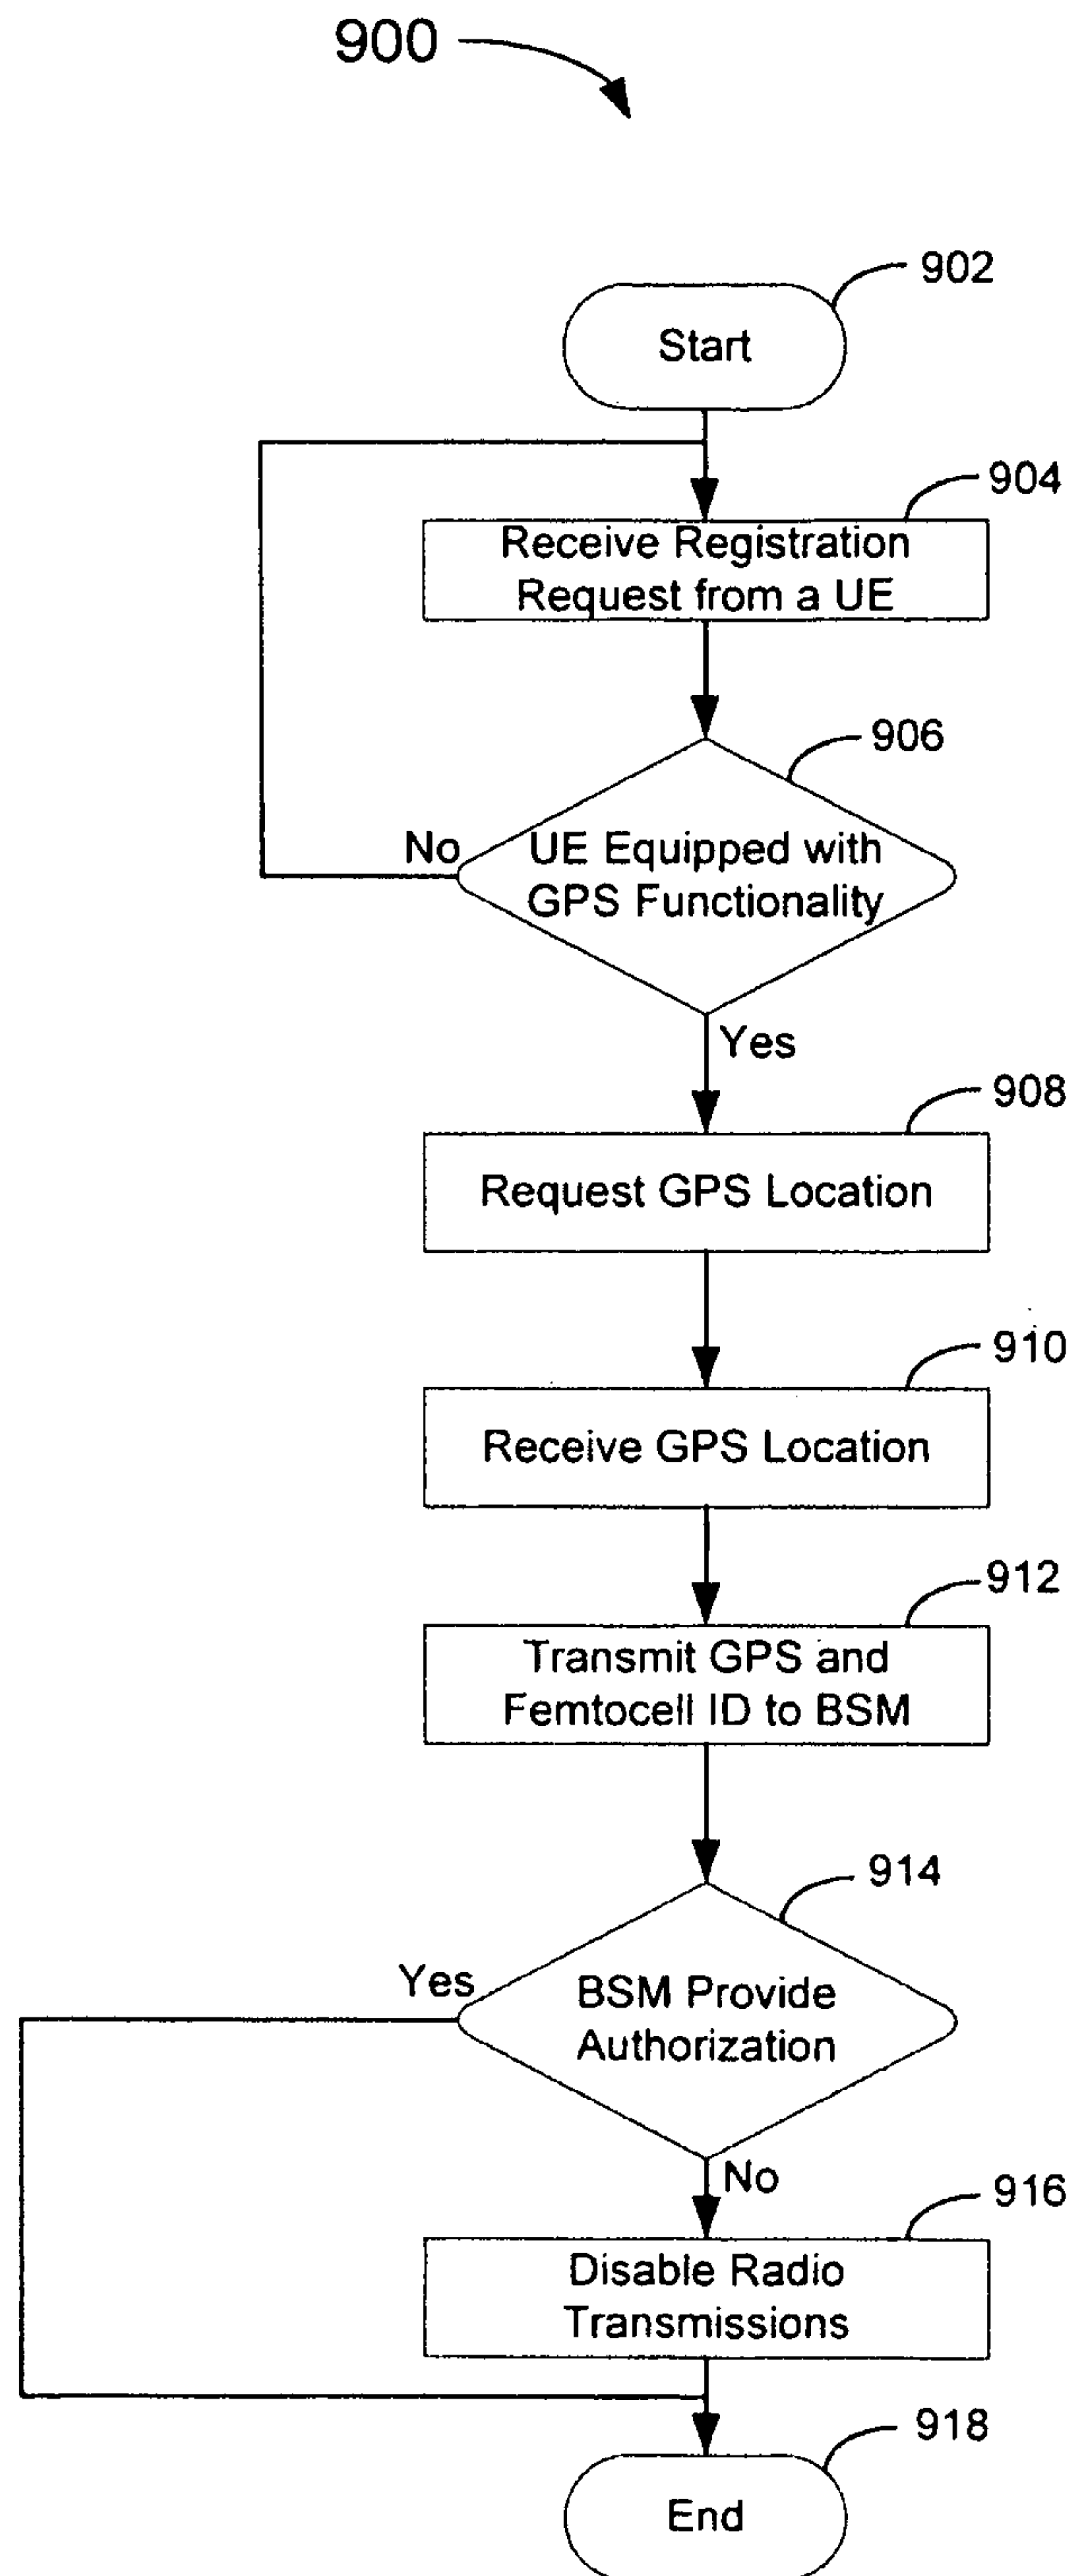 900
902
Start
904
Receive Registration
Request from a UE
906
No
UE Equipped with
GPS Functionality
Yes
908
Request GPS Location
910
Receive GPS Location
912
Transmit GPS and
Femtocell ID to BSM
914
Yes
BSM Provide
Authorization
No
916
Disable Radio
Transmissions
918
End